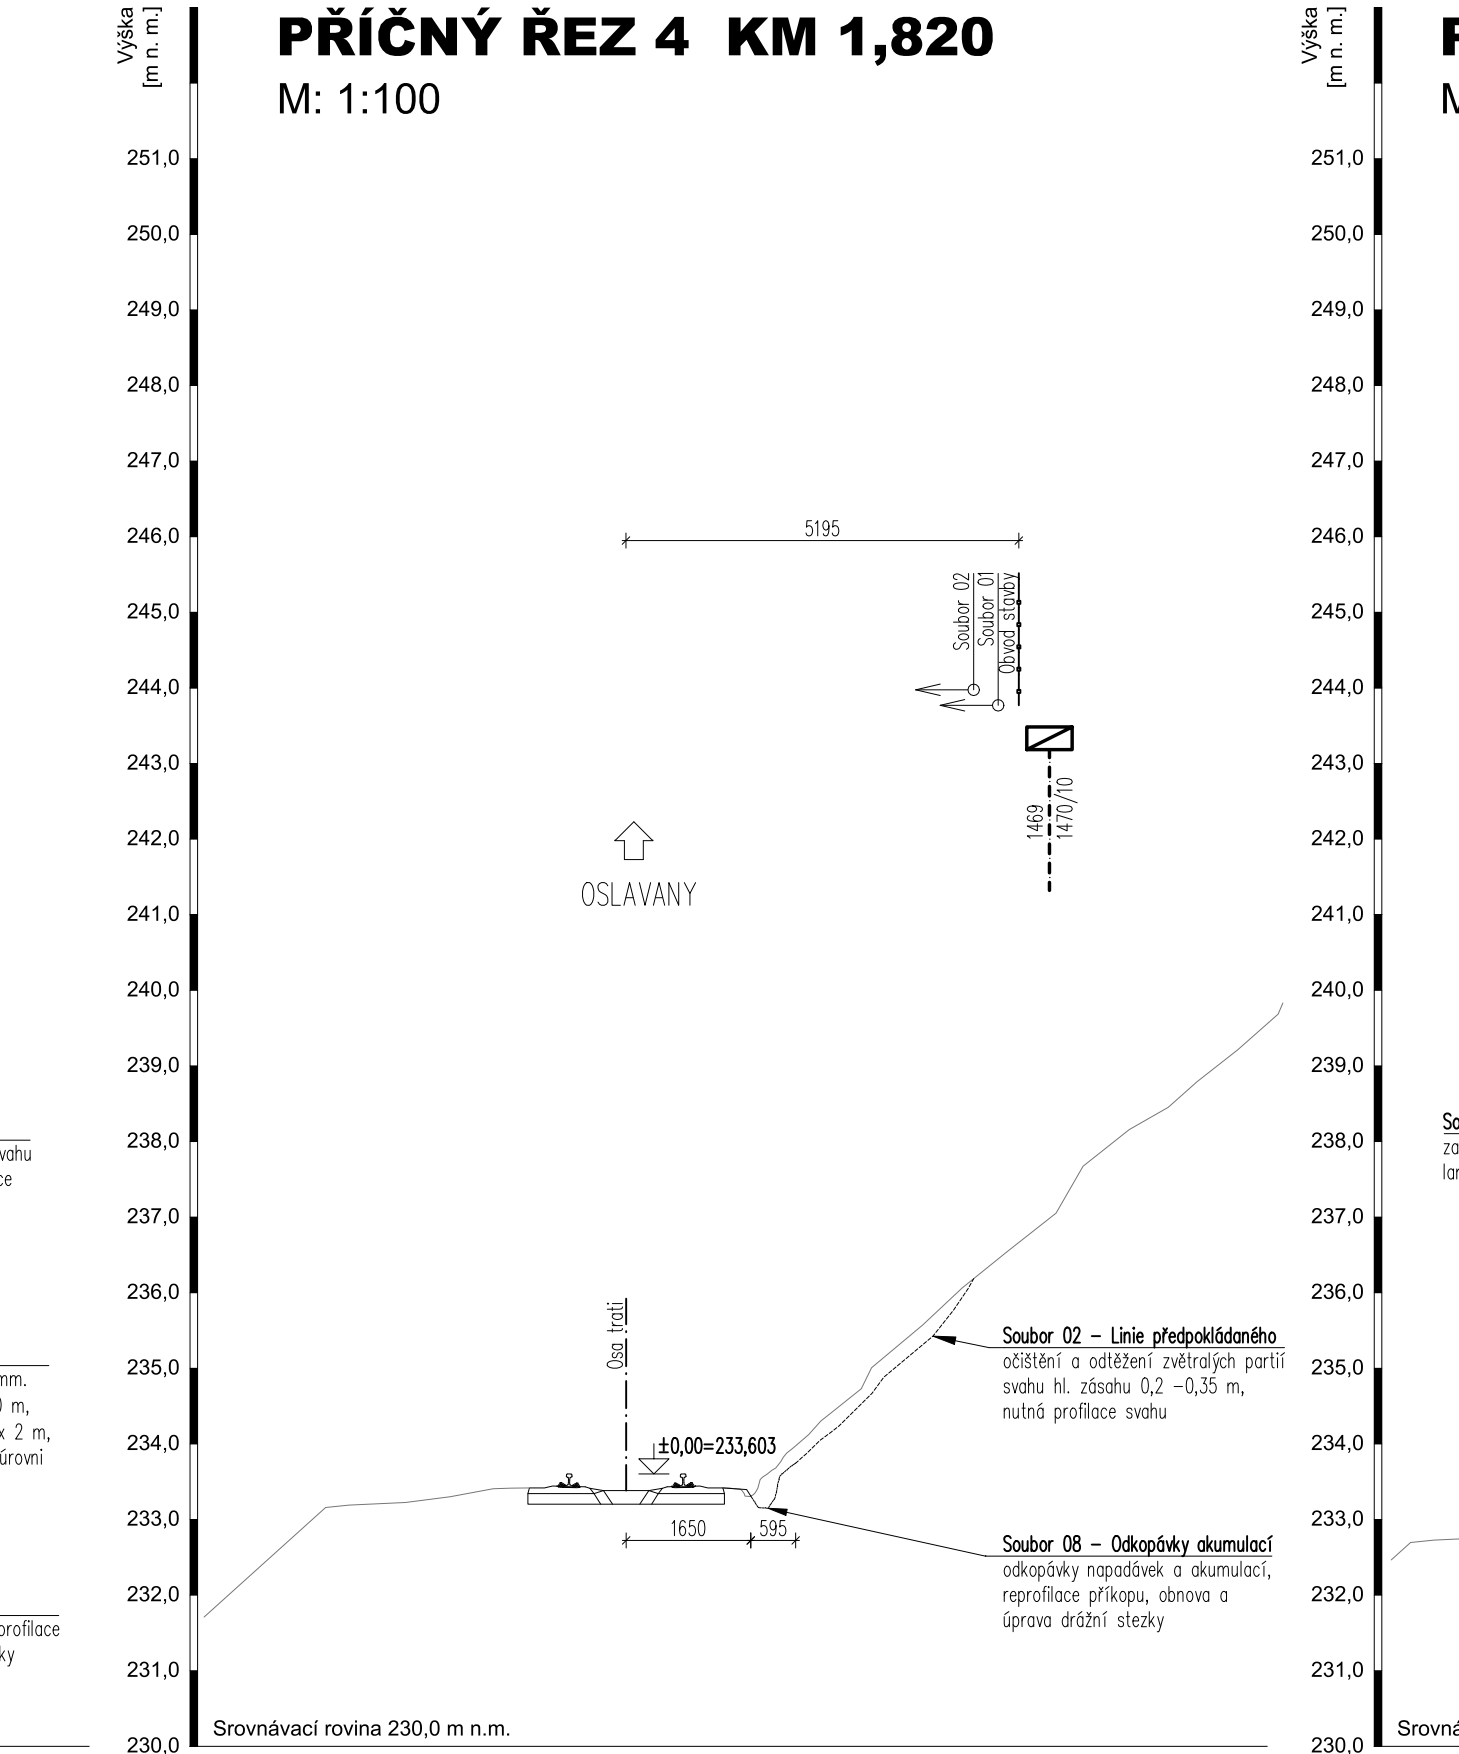 Výška
[m n. m.]
PŘÍČNÝ ŘEZ 4 KM 1,820
M: 1:100
251,0
250,0
249,0
248,0
247,0
246,0
245,0
244,0
243,0
242,0
241,0
240,0
239,0
238,0
237,0
236,0
235,0
234,0
233,0
232,0
231,0
230,0
5195
Soubor 02
Soubor 01
Obvod stavby
1469
1470/10
OSLAVANY
Osa trati
±0,00=233,603
1650
595
Soubor 02 – Linie předpokládaného
očištění a odtěžení zvětralých partií
svahu hl. zásahu 0,2 –0,35 m,
nutná profilace svahu
Soubor 08 – Odkopávky akumulací
odkopávky napadávek a akumulací,
reprofilace příkopu, obnova a
úprava drážní stezky
Srovnávací rovina 230,0 m n.m.
Výška
[m n. m.]
251,0
250,0
249,0
248,0
247,0
246,0
245,0
244,0
243,0
242,0
241,0
240,0
239,0
238,0
237,0
236,0
235,0
234,0
233,0
232,0
231,0
230,0